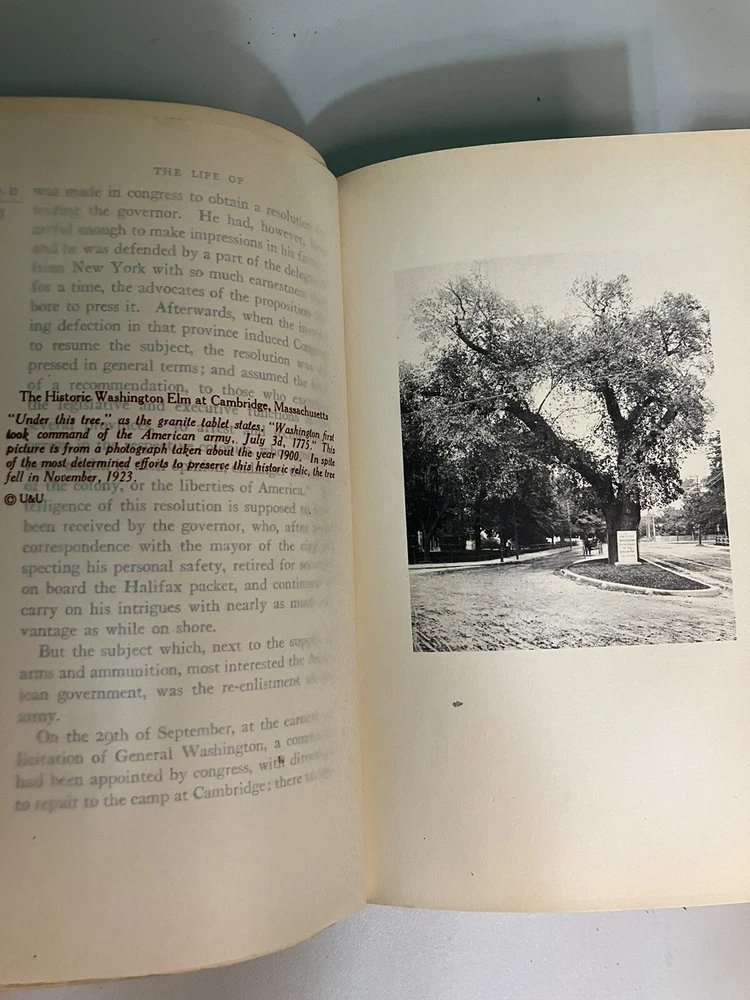 THE LIFE OF
was made in congress to obtain a resolution
the governor. He had, however,
enough to make impressions in his
and he was defended by a part of the
from New York with so much earnestness
for a time, the advocates of the proposition
bore to press it. Afterwards, when the
ing defection in that province induced
to resume the subject, the resolution was
pressed in general terms; and assumed the
of a recommendation, to those who
The Historic Washington Elm at Cambridge, Massachusetts
the legislative and executive functions
"Under this tree," as the granite tablet states, "Washington first
took command of the American army, July 3d, 1775." This
picture is from a photograph taken about the year 1900. In spite
of the most determined efforts to preserve this historic relic, the tree
fell in November, 1923.
of the colony, or the liberties of America."
© U&U.
of this resolution is supposed
been received by the governor, who, after
correspondence with the mayor of the
specting his personal safety, retired for
on board the Halifax packet, and
carry on his intrigues with nearly as
vantage as while on shore.
But the subject which, next to the
arms and ammunition, most interested the
ican government, was the re-enlistment
army.
On the 29th of September, at the
of General Washington, a
had been appointed by congress, with
to repair to the camp at Cambridge; there